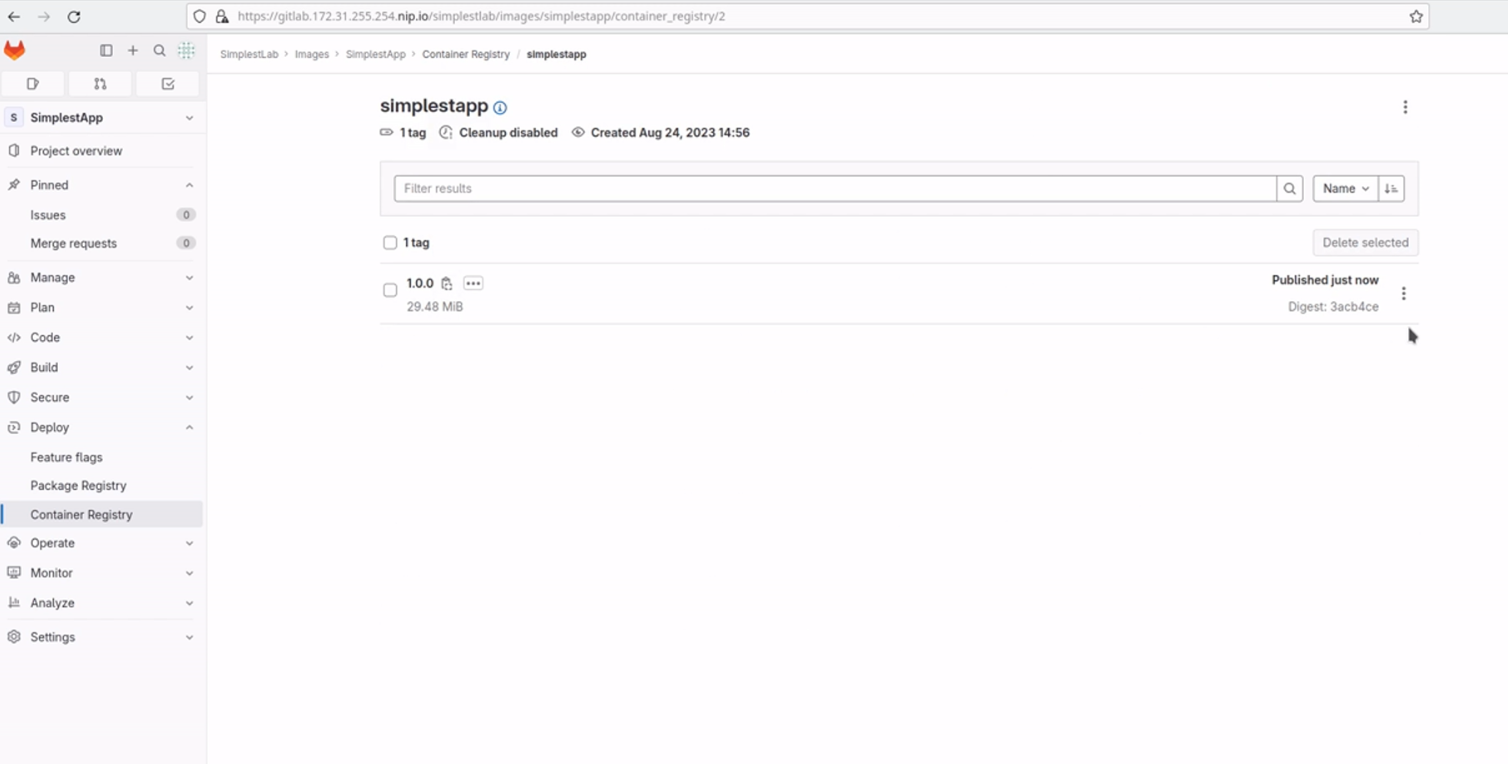 https://gitlab.172.31.255.254.nip.io/simplestlab/images/simplestapp/container_registry/2
SimplestLab > Images > SimplestApp > Container Registry / simplestapp
S SimplestApp
Project overview
Pinned
Issues 0
Merge requests 0
Manage
Plan
Code
Build
Secure
Deploy
Feature flags
Package Registry
Container Registry
Operate
Monitor
Analyze
Settings
simplestapp
1 tag Cleanup disabled Created Aug 24, 2023 14:56
Filter results Name
1 tag Delete selected
1.0.0 Published just now
29.48 MiB Digest: 3acb4ce